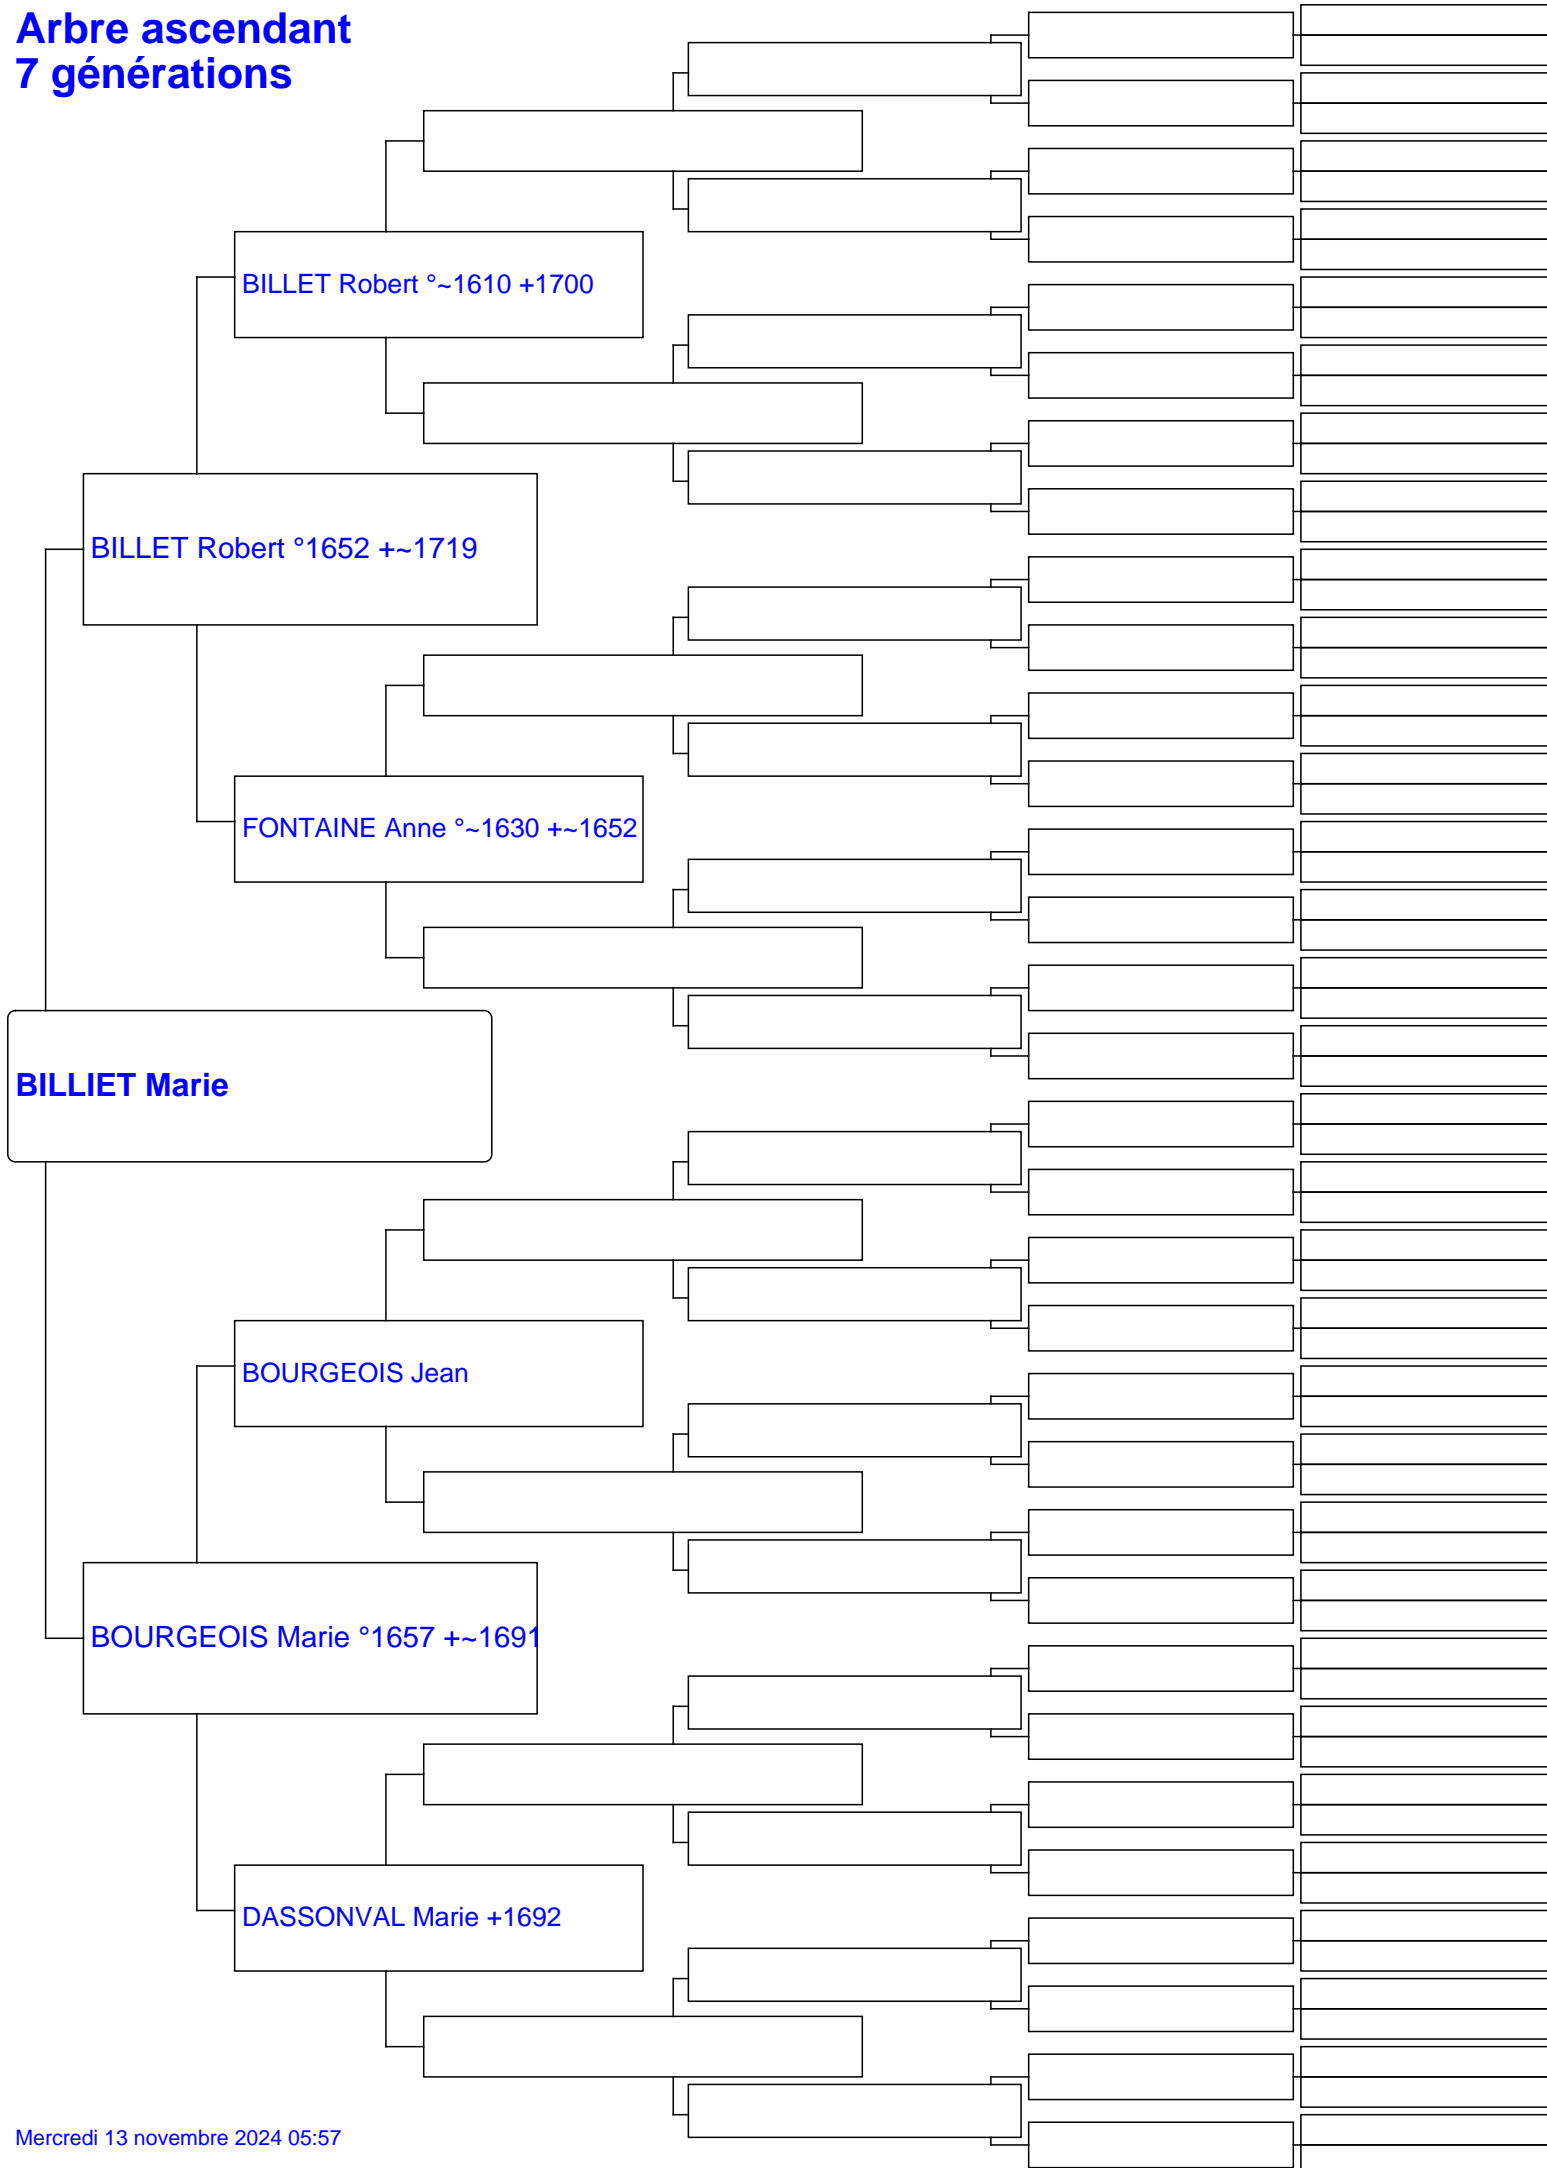 Arbre ascendant
7 générations
BILLET Robert °~1610 +1700
BILLET Robert °1652 +~1719
FONTAINE Anne °~1630 +~1652
BILLIET Marie
BOURGEOIS Jean
BOURGEOIS Marie °1657 +~1691
DASSONVAL Marie +1692
Mercredi 13 novembre 2024 05:57